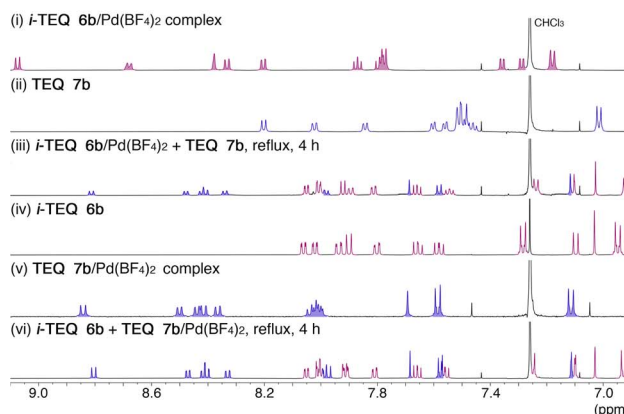 (i) i-TEQ 6b/Pd(BF4)2 complex
CHCl3
(ii) TEQ 7b
(iii) i-TEQ 6b/Pd(BF4)2 + TEQ 7b, reflux, 4 h
(iv) i-TEQ 6b
(v) TEQ 7b/Pd(BF4)2 complex
(vi) i-TEQ 6b + TEQ 7b/Pd(BF4)2, reflux, 4 h
9.0 8.6 8.2 7.8 7.4 7.0
(ppm)